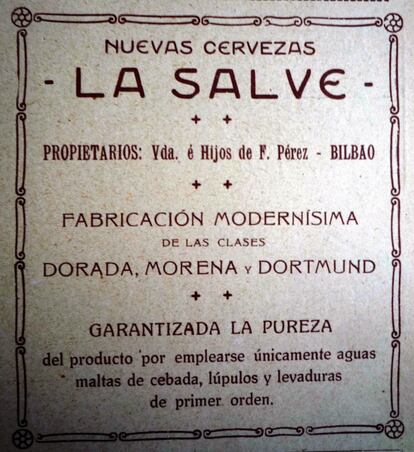 NUEVAS CERVEZAS
- LA SALVE -
PROPIETARIOS: Vda. é Hijos de F. Pérez - BILBAO
FABRICACIÓN MODERNÍSIMA
DE LAS CLASES
DORADA, MORENA Y DORTMUND
GARANTIZADA LA PUREZA
del producto por emplearse únicamente aguas
maltas de cebada, lúpulos y levaduras
de primer orden.